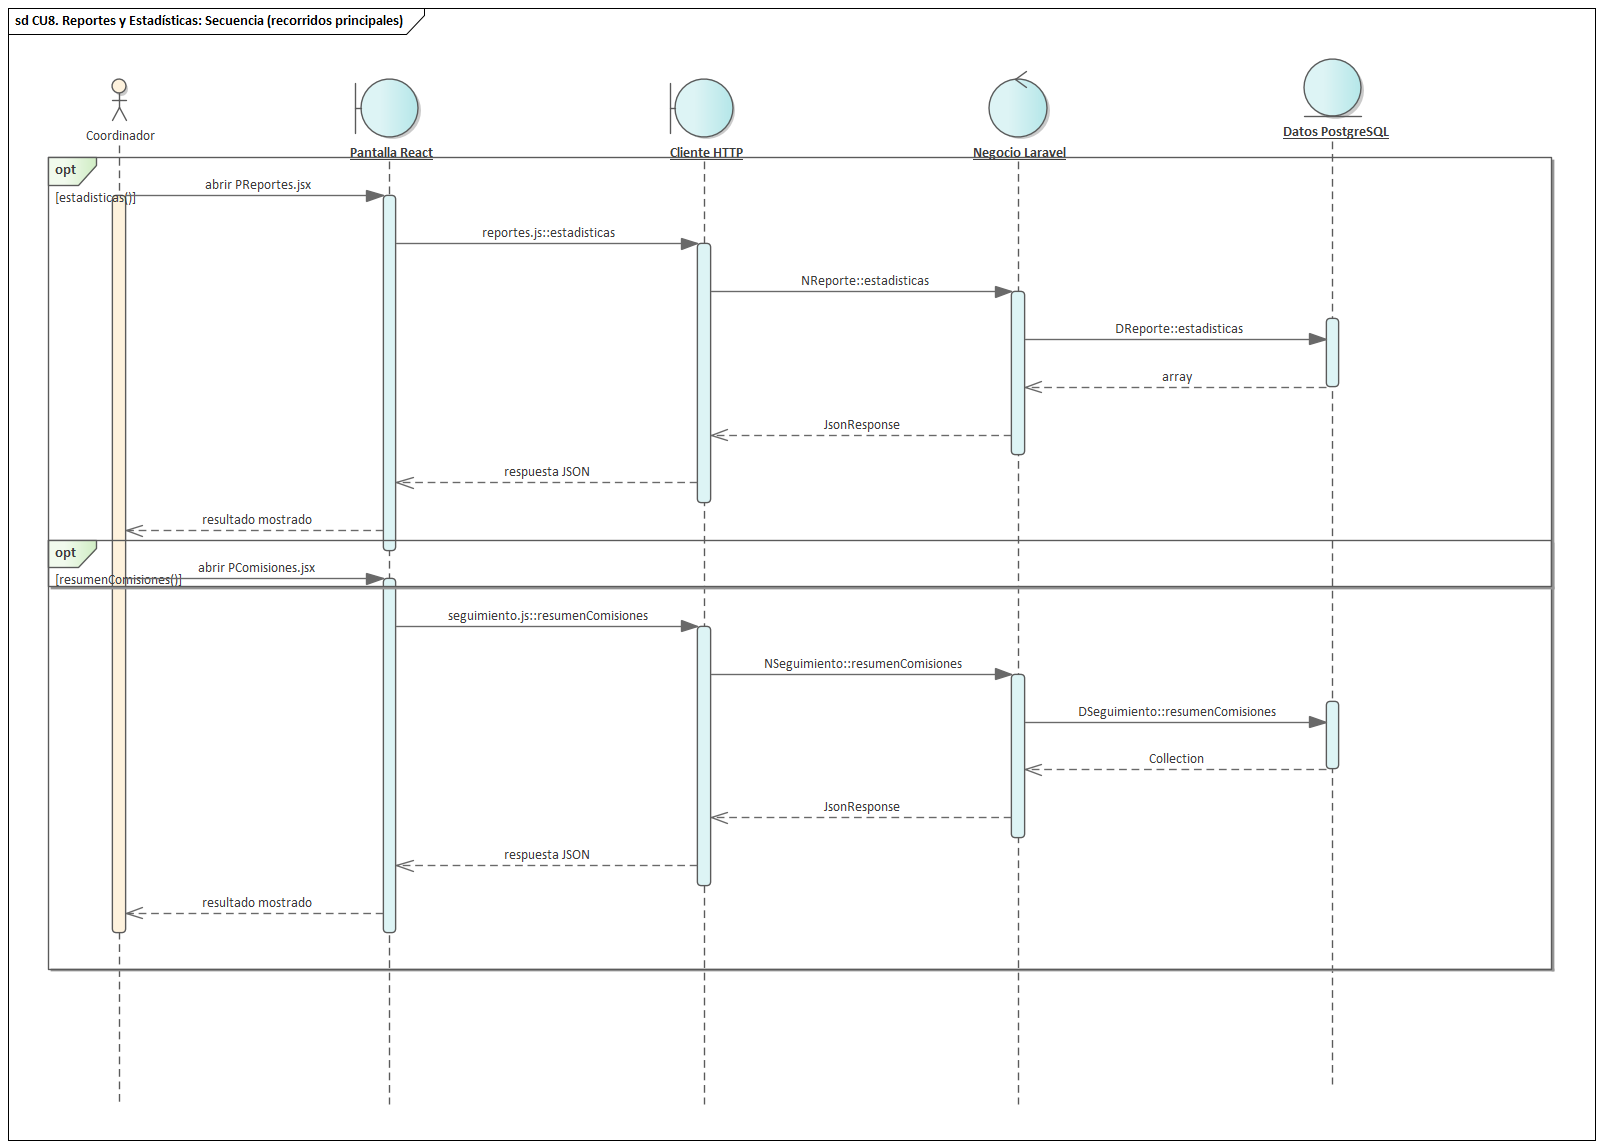 sd CU8. Reportes y Estadísticas: Secuencia (recorridos principales)
Coordinador
Pantalla React
Cliente HTTP
Negocio Laravel
Datos PostgreSQL
opt
[estadisticas()]
abrir PReportes.jsx
reportes.js::estadisticas
NReporte::estadisticas
DReporte::estadisticas
array
JsonResponse
respuesta JSON
resultado mostrado
opt
[resumenComisiones()]
abrir PComisiones.jsx
seguimiento.js::resumenComisiones
NSeguimiento::resumenComisiones
DSeguimiento::resumenComisiones
Collection
JsonResponse
respuesta JSON
resultado mostrado